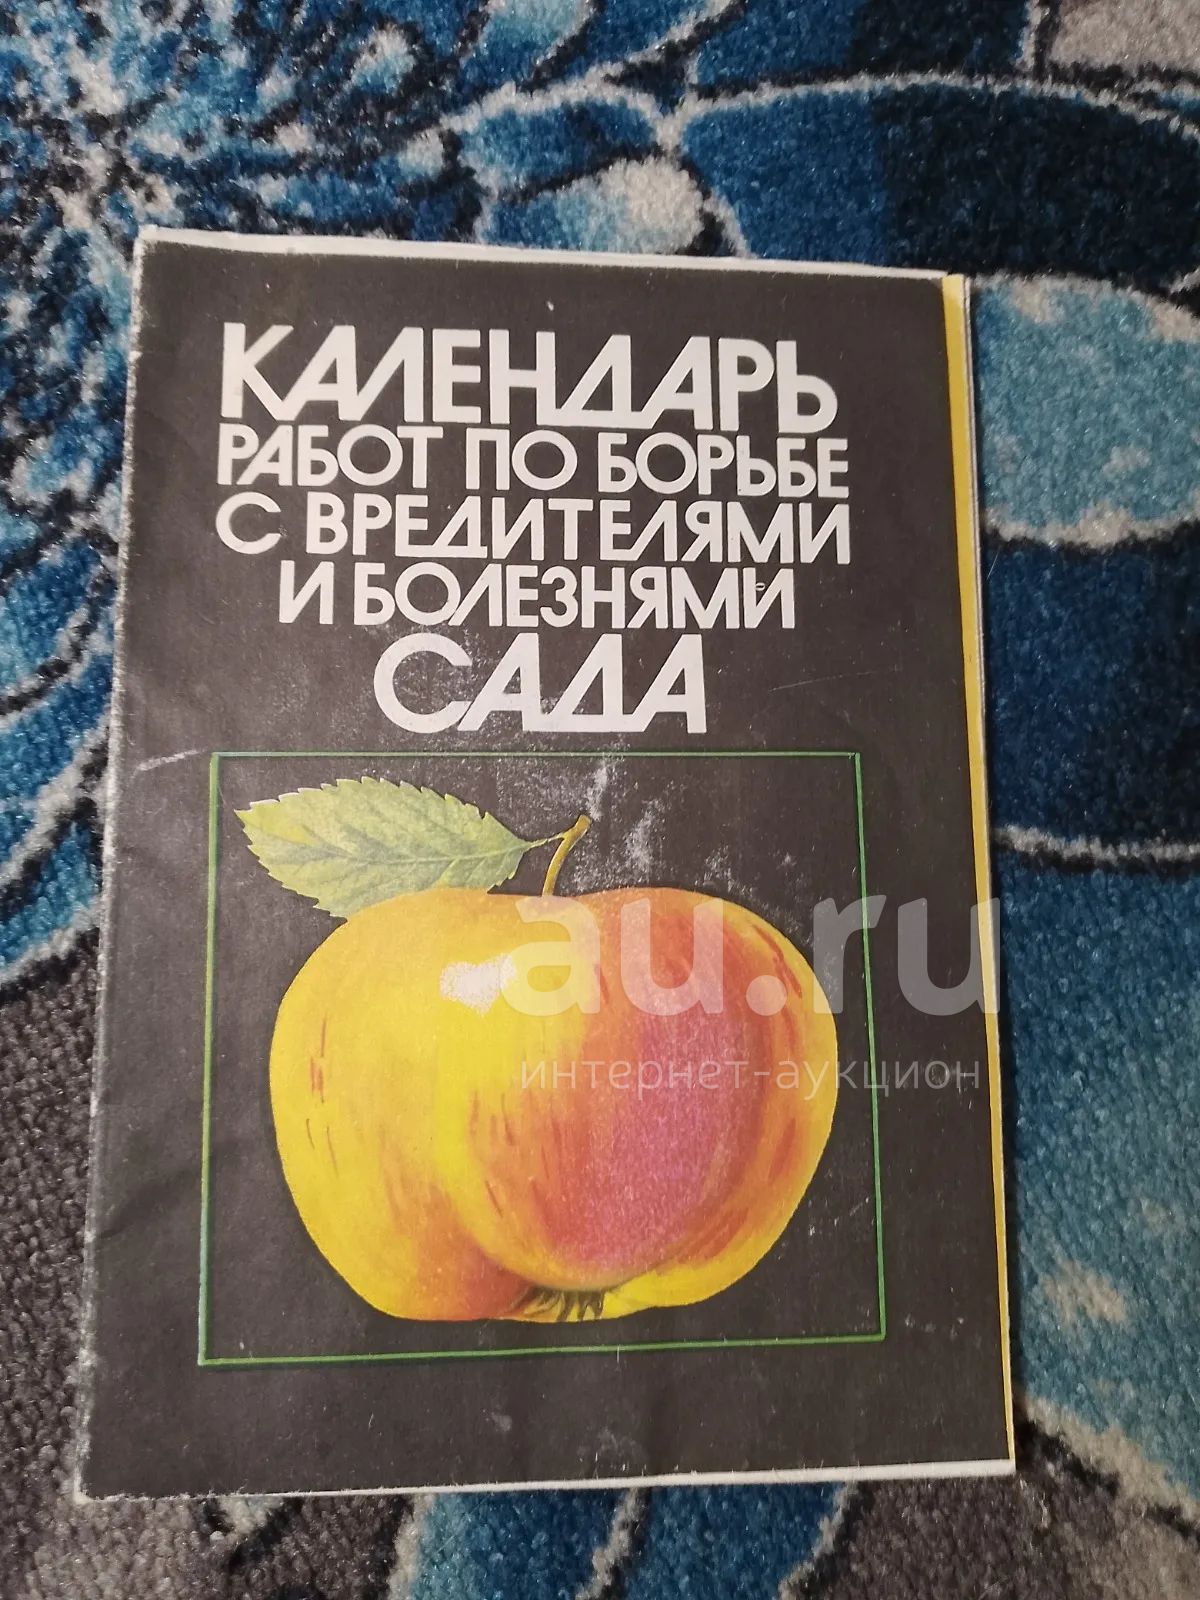 КАЛЕНДАРЬ
РАБОТ ПО БОРЬБЕ
С ВРЕДИТЕЛЯМИ
И БОЛЕЗНЯМИ
САДА
au.ru
интернет-аукцион